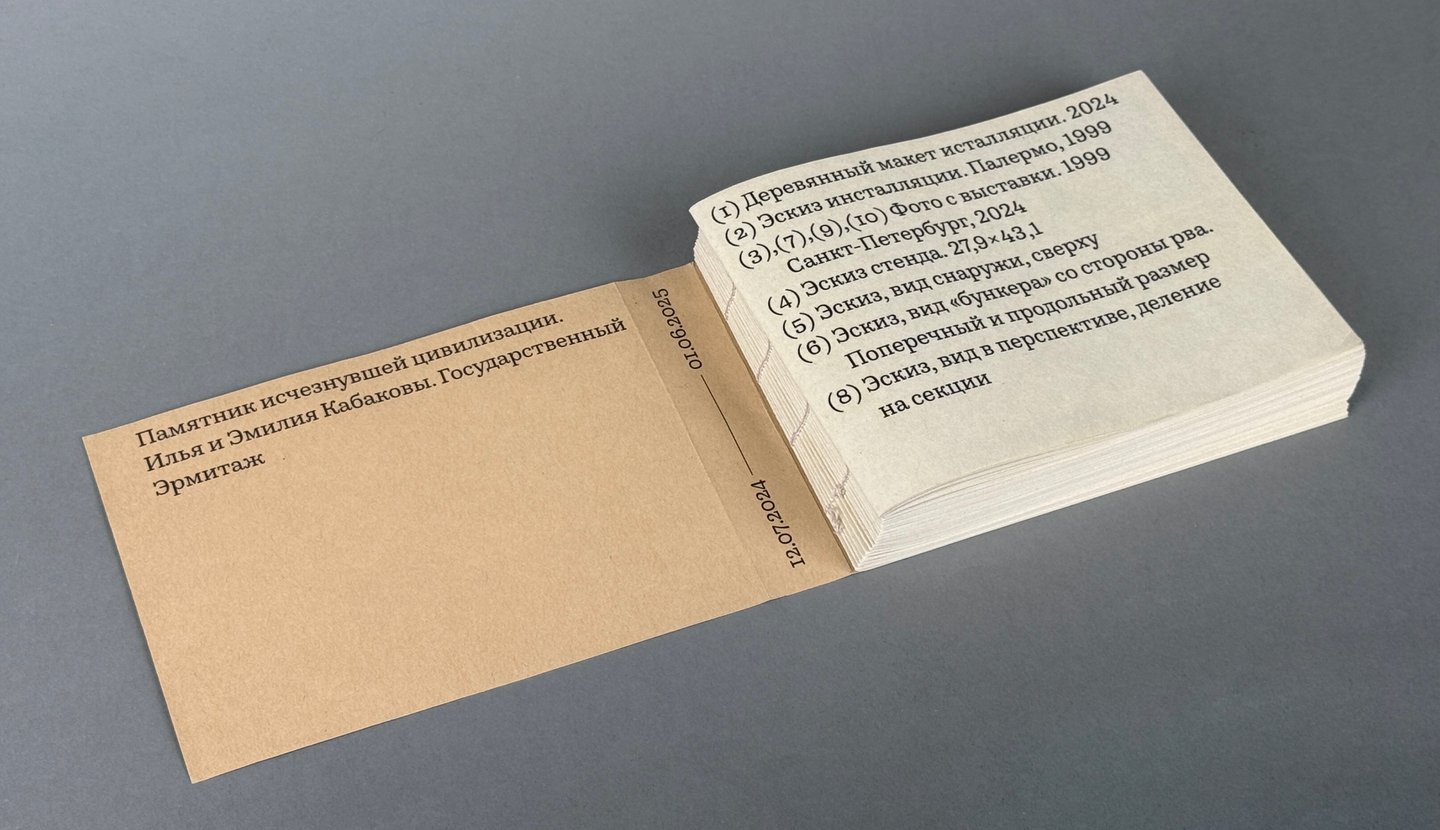 Памятник исчезнувшей цивилизации.
Илья и Эмилия Кабаковы. Государственный
Эрмитаж
12.07.2024 — 01.06.2025
(1) Деревянный макет исталляции. 2024
(2) Эскиз инсталляции. Палермо, 1999
(3),(7),(9),(10) Фото с выставки. 1999
Санкт-Петербург, 2024
(4) Эскиз стенда. 27,9×43,1
(5) Эскиз, вид снаружи, сверху
(6) Эскиз, вид «бункера» со стороны рва.
Поперечный и продольный размер
(8) Эскиз, вид в перспективе, деление
на секции